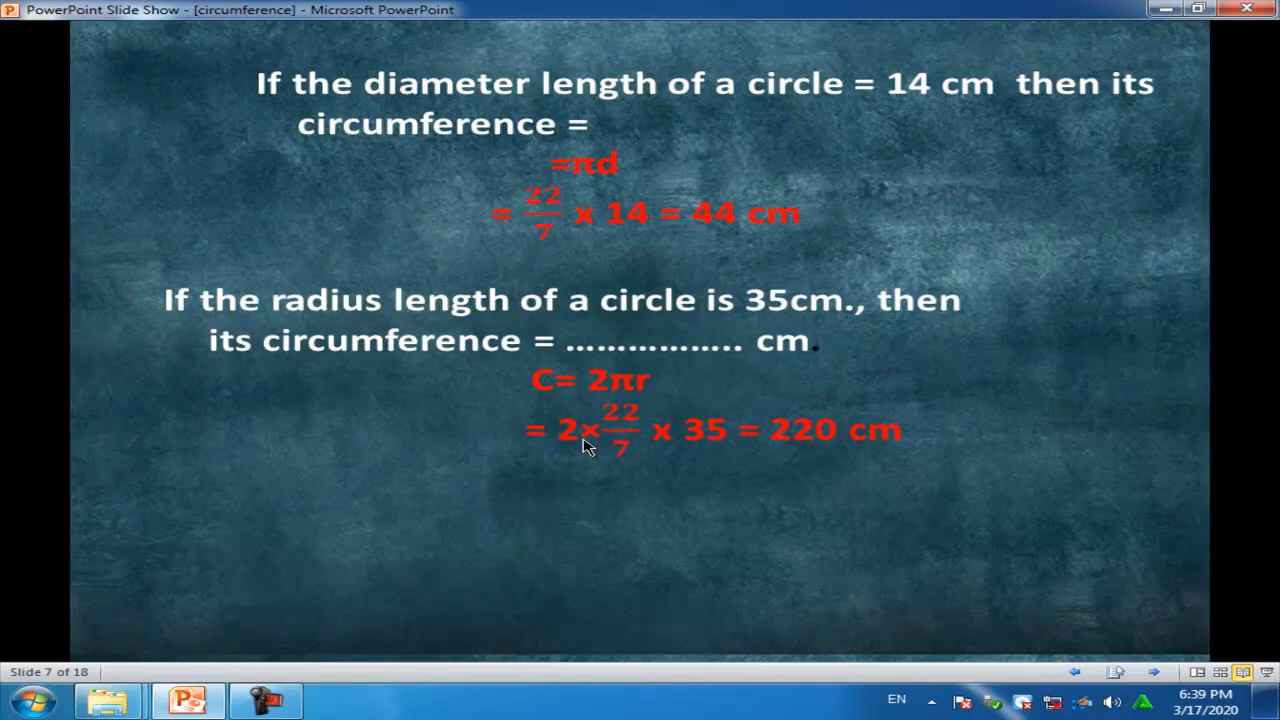 PowerPoint Slide Show - [circumference] - Microsoft PowerPoint
If the diameter length of a circle = 14 cm then its
circumference =
=πd
= 22/7 x 14 = 44 cm
If the radius length of a circle is 35cm., then
its circumference = …………….. cm.
C= 2πr
= 2×22/7 x 35 = 220 cm
Slide 7 of 18
EN
6:39 PM
3/17/2020